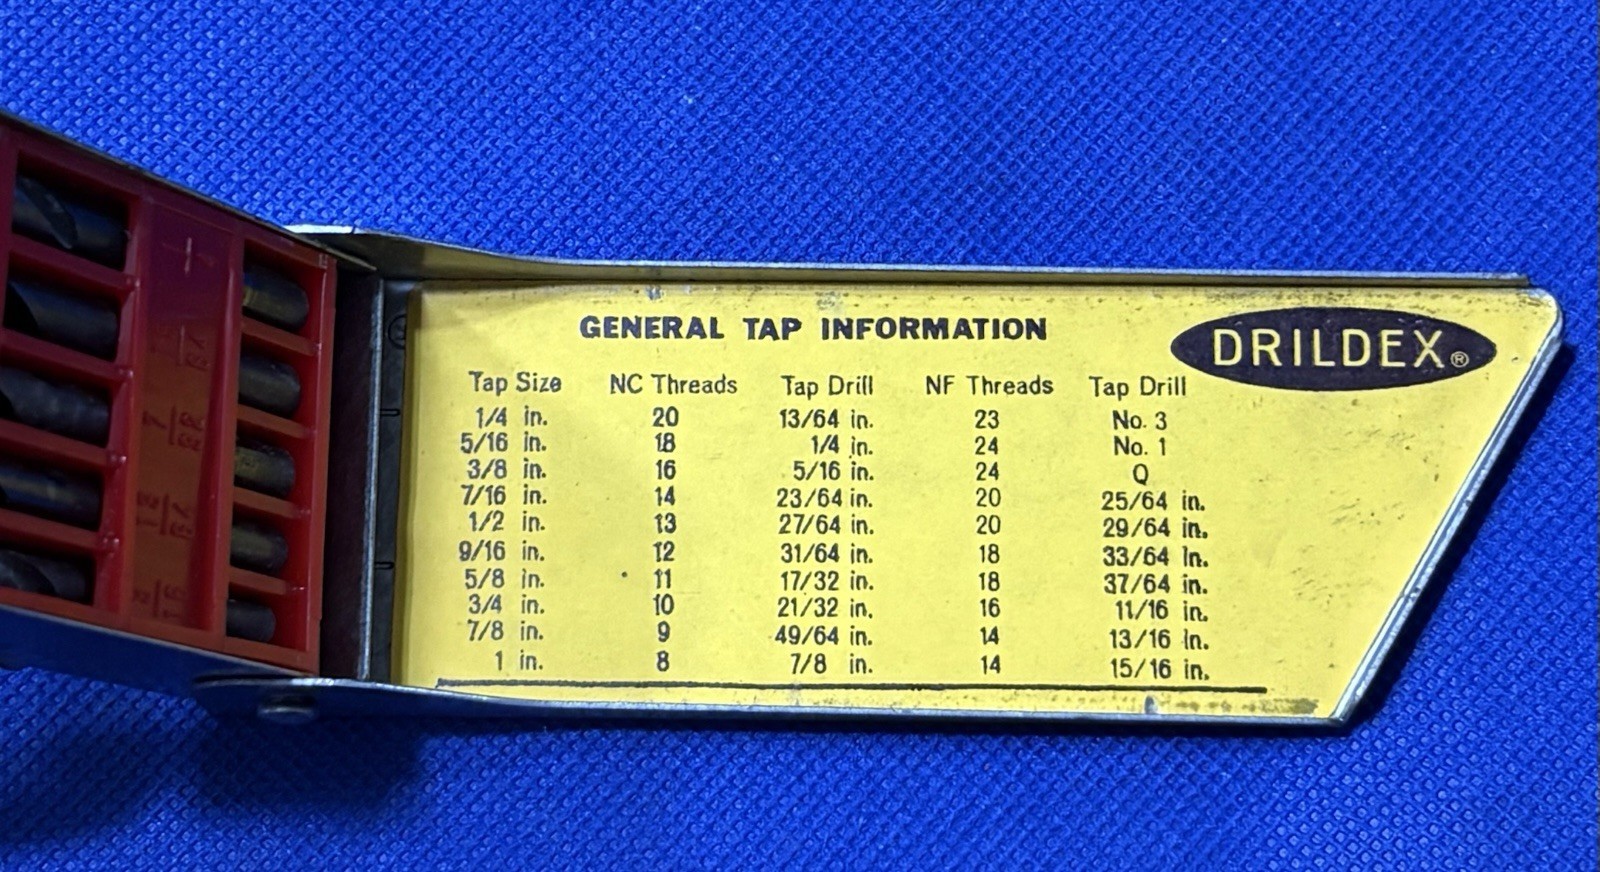 GENERAL TAP INFORMATION
DRILDEX®
Tap Size NC Threads Tap Drill NF Threads Tap Drill
1/4 in. 20 13/64 in. 23 No. 3
5/16 in. 18 1/4 in. 24 No. 1
3/8 in. 16 5/16 in. 24 Q
7/16 in. 14 23/64 in. 20 25/64 in.
1/2 in. 13 27/64 in. 20 29/64 in.
9/16 in. 12 31/64 in. 18 33/64 in.
5/8 in. 11 17/32 in. 18 37/64 in.
3/4 in. 10 21/32 in. 16 11/16 in.
7/8 in. 9 49/64 in. 14 13/16 in.
1 in. 8 7/8 in. 14 15/16 in.